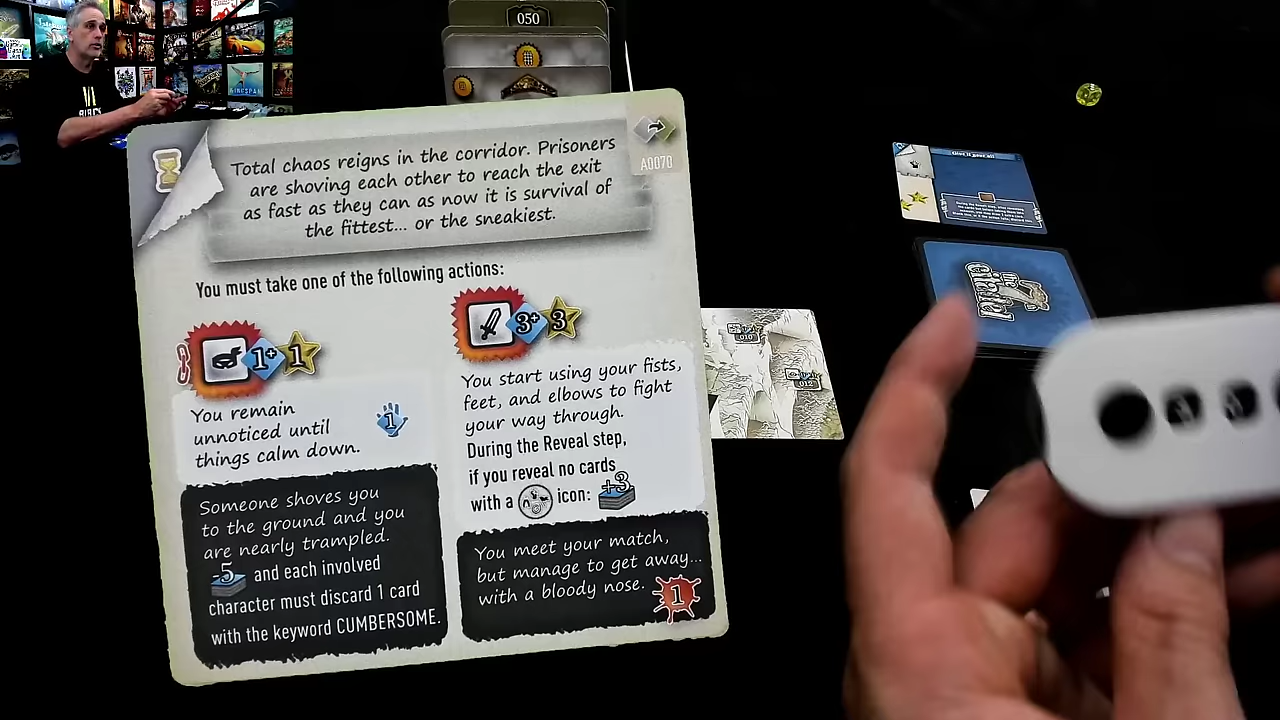 050
A0070
Total chaos reigns in the corridor. Prisoners
are shoving each other to reach the exit
as fast as they can as now it is survival of
the fittest... or the sneakiest.
You must take one of the following actions:
1+ 1
You remain
unnoticed until
things calm down.
1
Someone shoves you
to the ground and you
are nearly trampled.
-5 and each involved
character must discard 1 card
with the keyword CUMBERSOME.
3+ 3
You start using your fists,
feet, and elbows to fight
your way through.
During the Reveal step,
if you reveal no cards
with a icon: +3
You meet your match,
but manage to get away...
with a bloody nose. 1
Give it your all
010